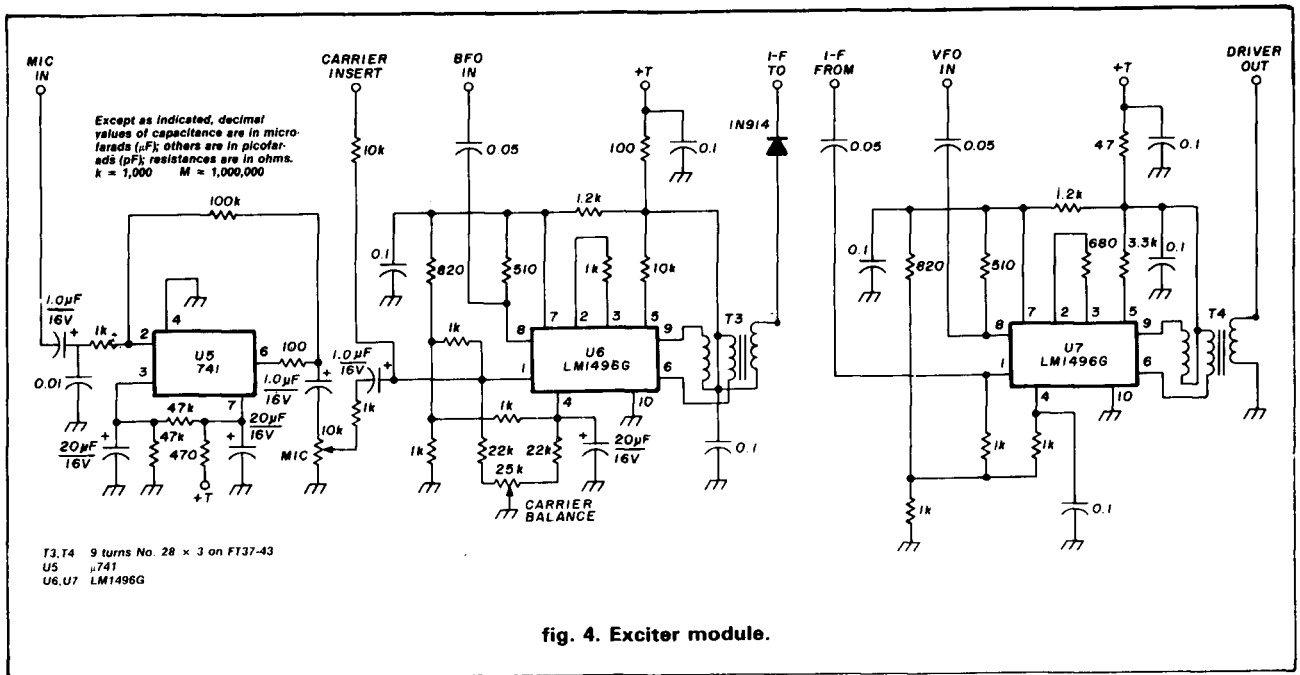 MIC
IN
CARRIER
INSERT
BFO
IN
+T
I-F
TO
I-F
FROM
VFO
IN
+T
DRIVER
OUT
Except as indicated, decimal
values of capacitance are in micro-
farads (µF); others are in picofar-
ads (pF); resistances are in ohms.
k = 1,000 M = 1,000,000
100k
1.0µF
16V
+
1k
0.01
2
4
3
6
7
U5
741
100
1.0µF
16V
+
47k
47k
470
+T
20µF
16V
+
20µF
16V
+
10k
MIC
10k
1.0µF
16V
+
1k
0.05
0.1
820
510
1k
1k
1k
22k
22k
25k
CARRIER
BALANCE
20µF
16V
+
1.2k
100
0.1
1k
10k
8
7
2
3
5
9
1
6
4
10
U6
LM1496G
T3
0.1
1N914
0.05
0.05
0.1
820
510
1.2k
47
0.1
680
3.3k
0.1
8
7
2
3
5
9
1
6
4
10
U7
LM1496G
T4
1k
1k
1k
0.1
T3,T4 9 turns No. 28 × 3 on FT37-43
U5 µ741
U6,U7 LM1496G
fig. 4. Exciter module.